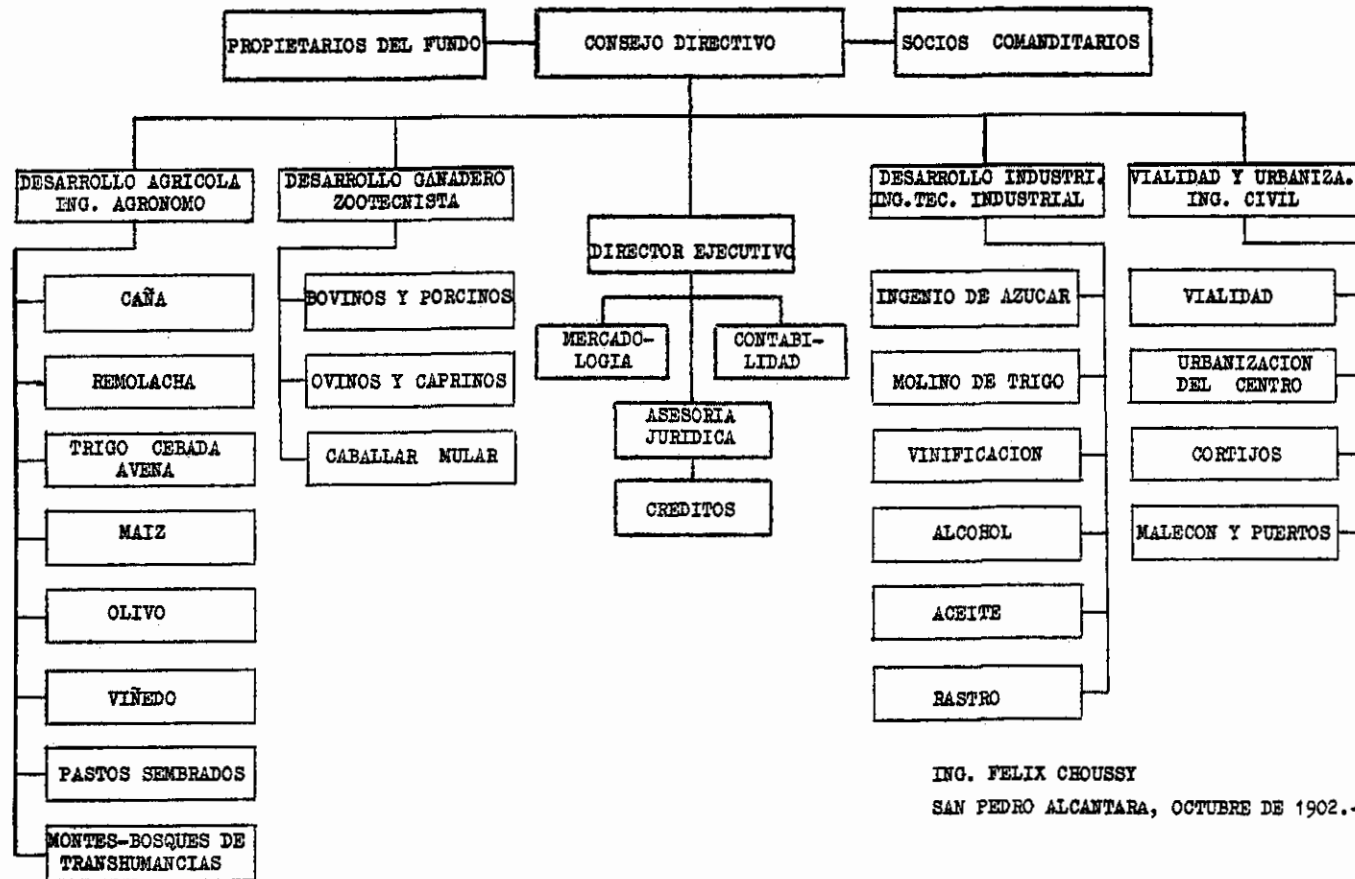 PROPIETARIOS DEL FUNDO
CONSEJO DIRECTIVO
SOCIOS COMANDITARIOS
DESARROLLO AGRICOLA
ING. AGRONOMO
DESARROLLO GANADERO
ZOOTECNISTA
DESARROLLO INDUSTRI.
ING.TEC. INDUSTRIAL
VIALIDAD Y URBANIZA.
ING. CIVIL
DIRECTOR EJECUTIVO
MERCADO-
LOGIA
CONTABI-
LIDAD
ASESORIA
JURIDICA
CREDITOS
CAÑA
REMOLACHA
TRIGO CEBADA
AVENA
MAIZ
OLIVO
VIÑEDO
PASTOS SEMBRADOS
MONTES-BOSQUES DE
TRANSHUMANCIAS
BOVINOS Y PORCINOS
OVINOS Y CAPRINOS
CABALLAR MULAR
INGENIO DE AZUCAR
MOLINO DE TRIGO
VINIFICACION
ALCOHOL
ACEITE
RASTRO
VIALIDAD
URBANIZACION
DEL CENTRO
CORTIJOS
MALECON Y PUERTOS
ING. FELIX CHOUSSY
SAN PEDRO ALCANTARA, OCTUBRE DE 1902.-